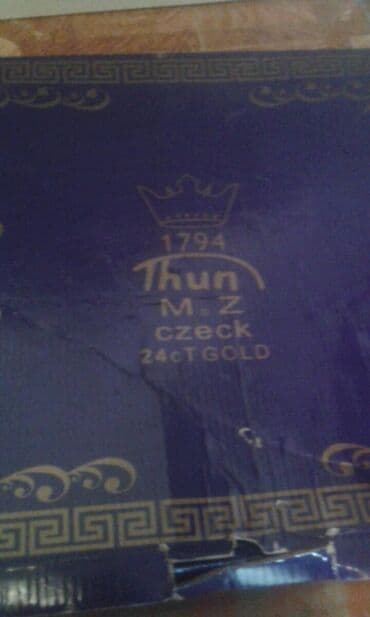 1794
Thun
M.Z
czeck
24cT GOLD